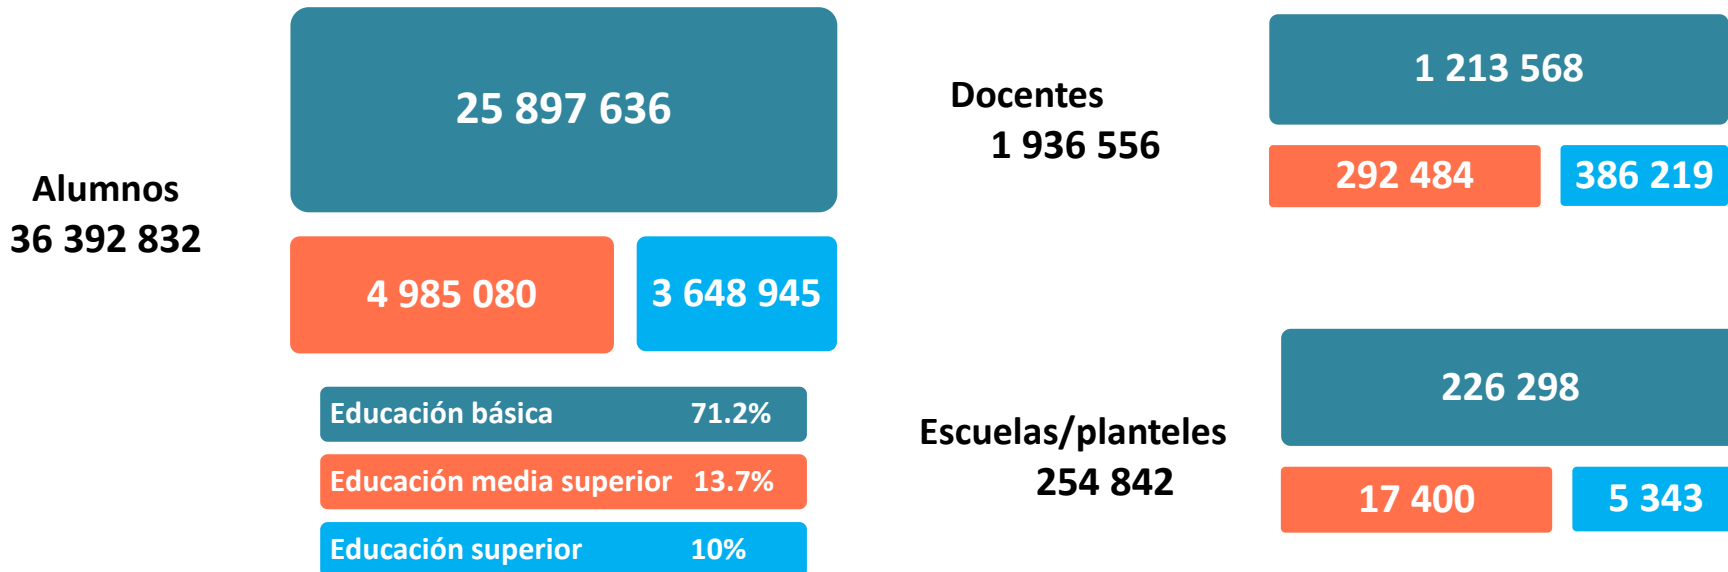 Alumnos
36 392 832
25 897 636
4 985 080
3 648 945
Educación básica 71.2%
Educación media superior 13.7%
Educación superior 10%
Docentes
1 936 556
1 213 568
292 484
386 219
Escuelas/planteles
254 842
226 298
17 400
5 343